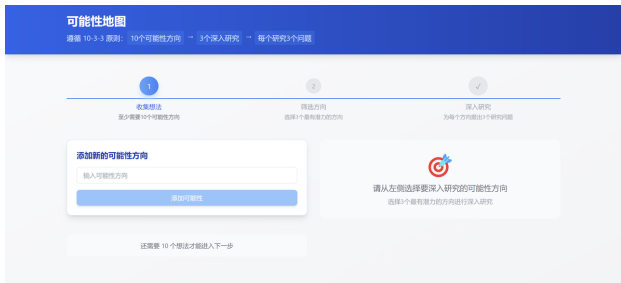 可能性地图
遵循 10-3-3 原则： 10个可能性方向 → 3个深入研究 → 每个研究3个问题
1
2
✓
收集想法
筛选方向
深入研究
至少需要10个可能性方向
选择3个最有潜力的方向
为每个方向提出3个研究问题
添加新的可能性方向
输入可能性方向
添加可能性
还需要 10 个想法才能进入下一步
请从左侧选择要深入研究的可能性方向
选择3个最有潜力的方向进行深入研究